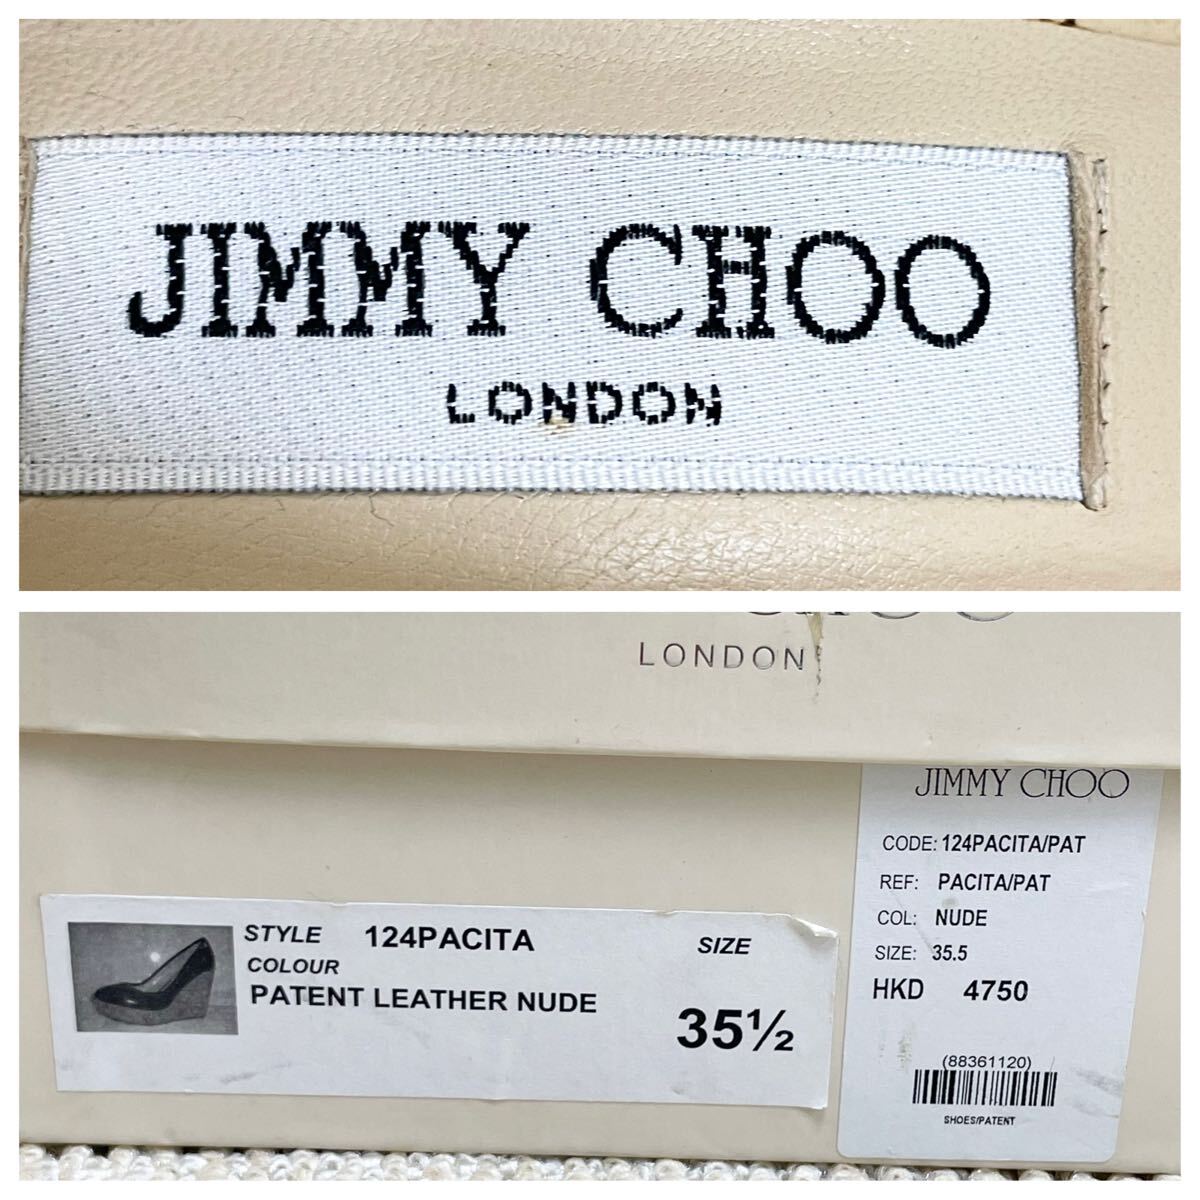 JIMMY CHOO
LONDON
LONDON
JIMMY CHOO
CODE: 124PACITA/PAT
REF: PACITA/PAT
COL: NUDE
SIZE: 35.5
HKD 4750
(88361120)
SHOES/PATENT
STYLE 124PACITA
COLOUR
PATENT LEATHER NUDE
SIZE
35½